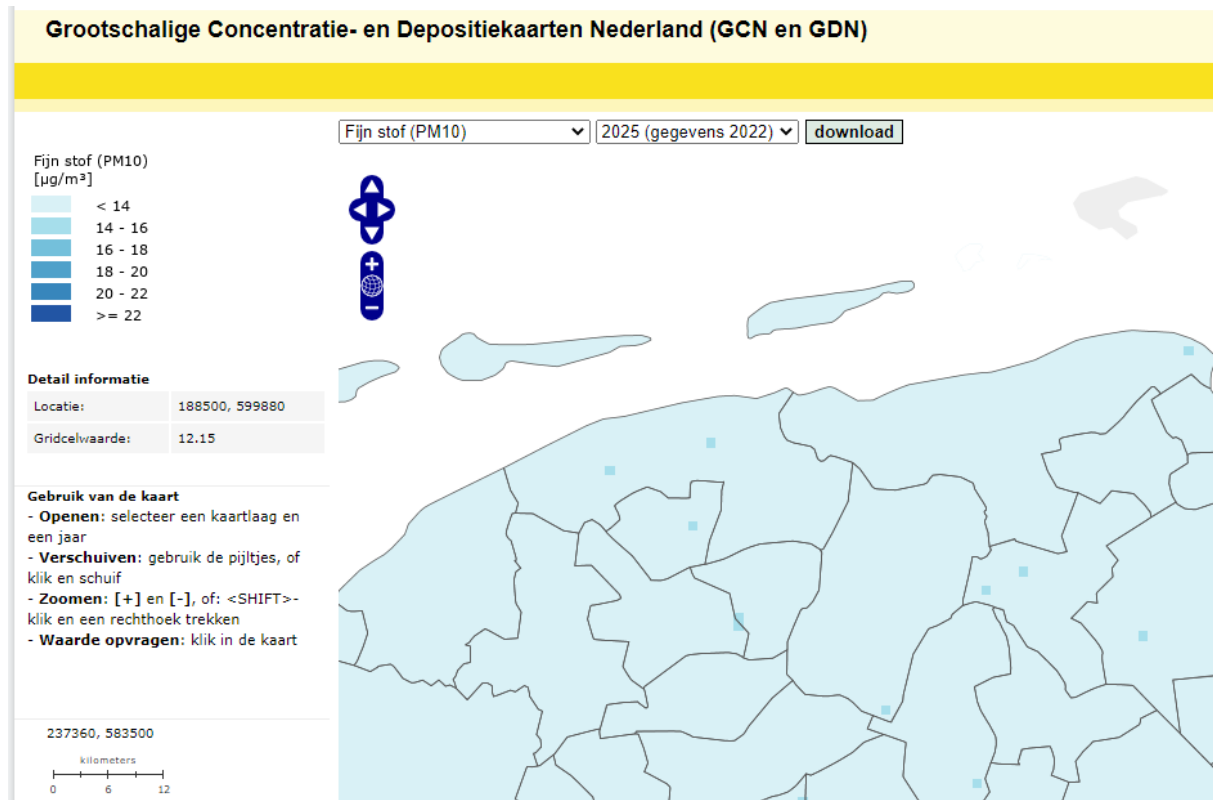 Grootschalige Concentratie- en Depositiekaarten Nederland (GCN en GDN)
Fijn stof (PM10) 2025 (gegevens 2022) download
Fijn stof (PM10)
[µg/m³]
< 14
14 - 16
16 - 18
18 - 20
20 - 22
>= 22
Detail informatie
Locatie: 188500, 599880
Gridcelwaarde: 12.15
Gebruik van de kaart
- Openen: selecteer een kaartlaag en
een jaar
- Verschuiven: gebruik de pijltjes, of
klik en schuif
- Zoomen: [+] en [-], of: <SHIFT>-
klik en een rechthoek trekken
- Waarde opvragen: klik in de kaart
237360, 583500
kilometers
0 6 12